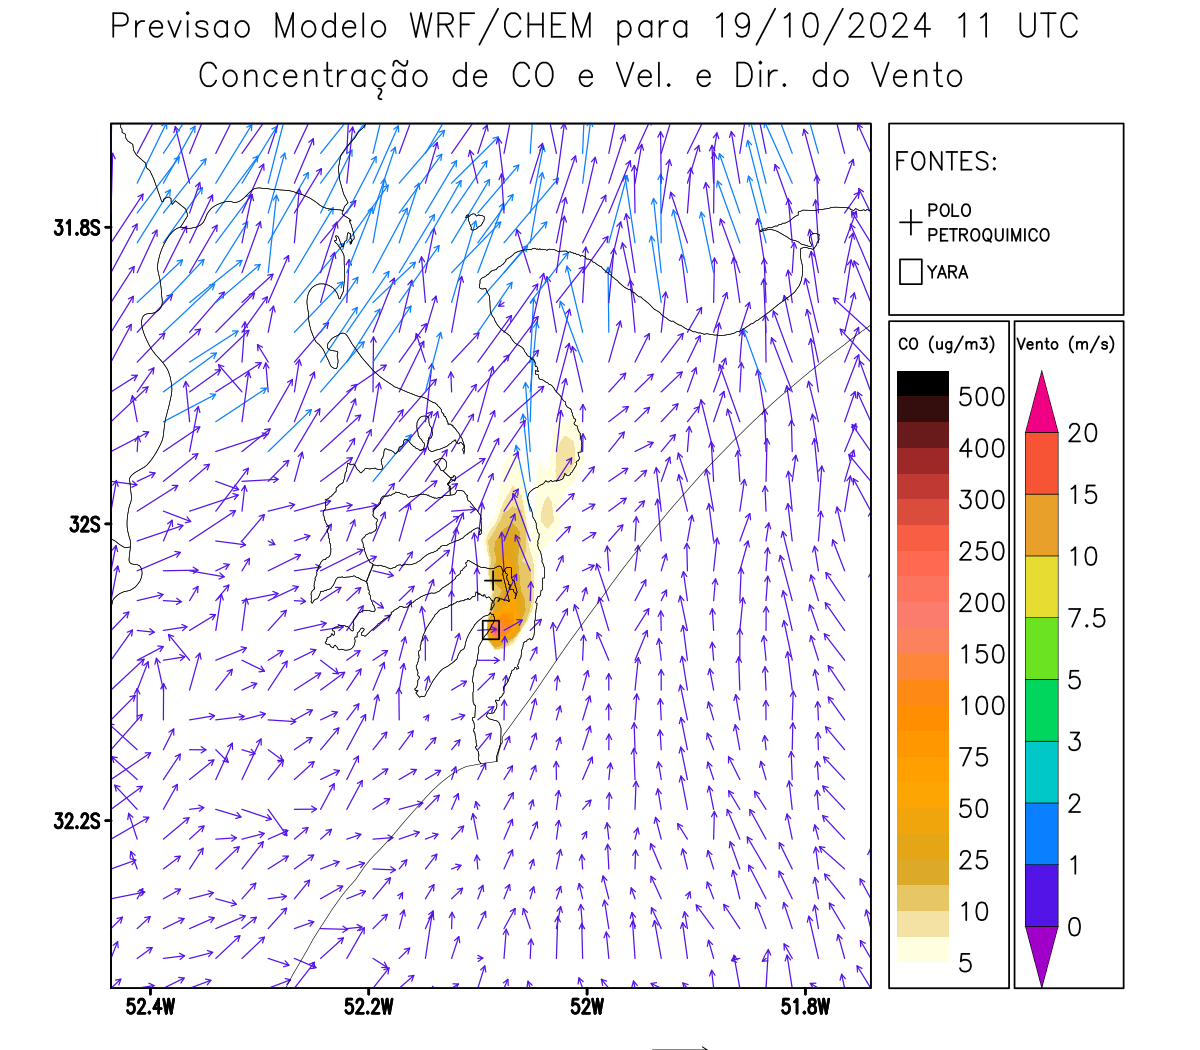 Previsao Modelo WRF/CHEM para 19/10/2024 11 UTC
Concentração de CO e Vel. e Dir. do Vento
FONTES:
POLO
PETROQUIMICO
YARA
31.8S
32S
32.2S
52.4W
52.2W
52W
51.8W
CO (ug/m3)
500
400
300
250
200
150
100
75
50
25
10
5
Vento (m/s)
20
15
10
7.5
5
3
2
1
0